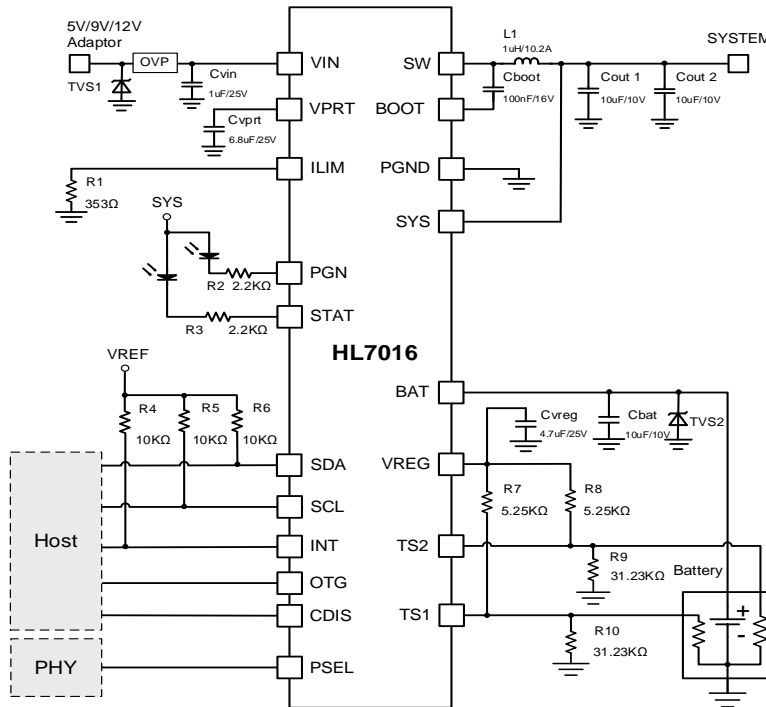 5V/9V/12V
Adaptor
OVP
TVS1
Cvin
1uF/25V
VIN
Cvprt
6.8uF/25V
VPRT
R1
353Ω
ILIM
SYS
R2 2.2KΩ
PGN
R3 2.2KΩ
STAT
HL7016
VREF
R4
10KΩ
R5
10KΩ
R6
10KΩ
Host
SDA
SCL
INT
OTG
CDIS
PHY
PSEL
SW
L1
1uH/10.2A
SYSTEM
Cboot
100nF/16V
Cout 1
10uF/10V
Cout 2
10uF/10V
BOOT
PGND
SYS
BAT
Cvreg
4.7uF/25V
Cbat
10uF/10V
TVS2
VREG
R7
5.25KΩ
R8
5.25KΩ
TS2
R9
31.23KΩ
Battery
TS1
R10
31.23KΩ
+
-